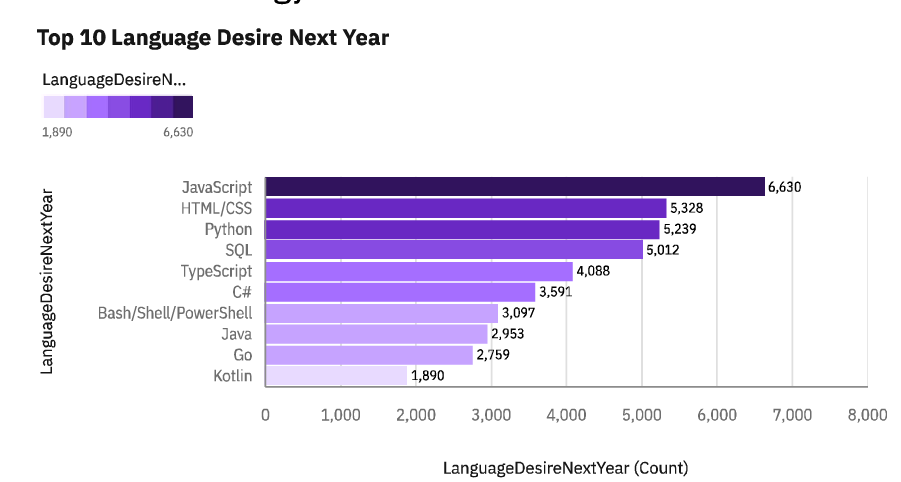 Top 10 Language Desire Next Year
LanguageDesireN...
1,890 6,630
LanguageDesireNextYear
JavaScript 6,630
HTML/CSS 5,328
Python 5,239
SQL 5,012
TypeScript 4,088
C# 3,591
Bash/Shell/PowerShell 3,097
Java 2,953
Go 2,759
Kotlin 1,890
0 1,000 2,000 3,000 4,000 5,000 6,000 7,000 8,000
LanguageDesireNextYear (Count)